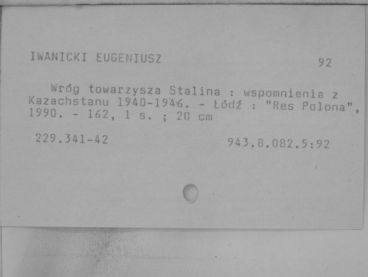 IWANICKI EUGENIUSZ 92
Wróg towarzysza Stalina : wspomnienia z
Kazachstanu 1940-1946. - Łódź : "Res Polona",
1990. - 162, 1 s. ; 20 cm
229.341-42 943.8.082.5:92